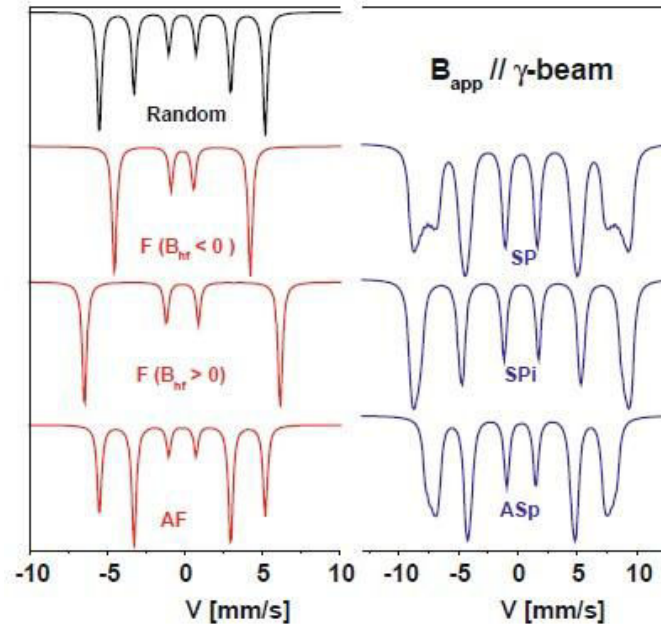 Random
F (B_hf < 0 )
F (B_hf > 0)
AF
-10 -5 0 5 10
V [mm/s]
B_app // γ-beam
SP
SPi
ASp
-10 -5 0 5 10
V [mm/s]